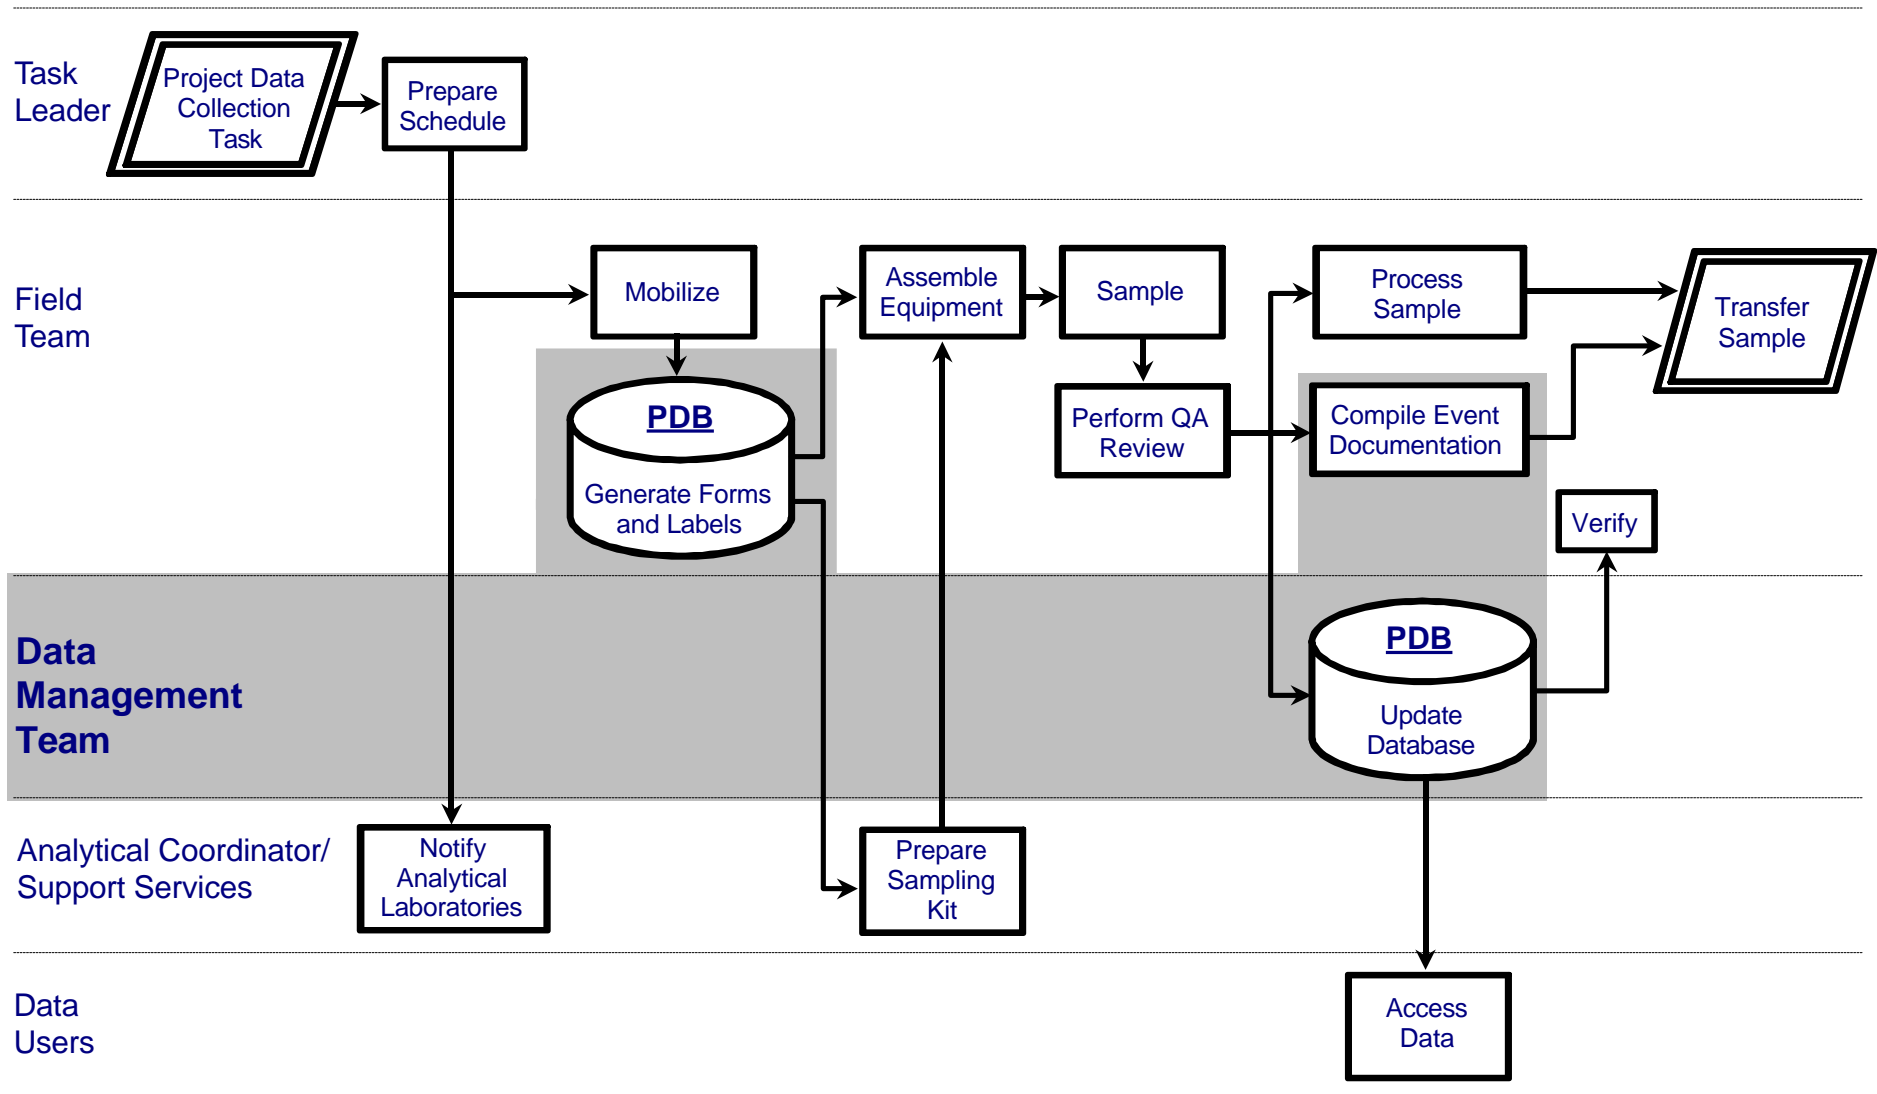 Task
Leader
Project Data
Collection
Task
Prepare
Schedule
Field
Team
Mobilize
Assemble
Equipment
Sample
Process
Sample
Transfer
Sample
PDB
Generate Forms
and Labels
Perform QA
Review
Compile Event
Documentation
Verify
Data
Management
Team
PDB
Update
Database
Analytical Coordinator/
Support Services
Notify
Analytical
Laboratories
Prepare
Sampling
Kit
Data
Users
Access
Data